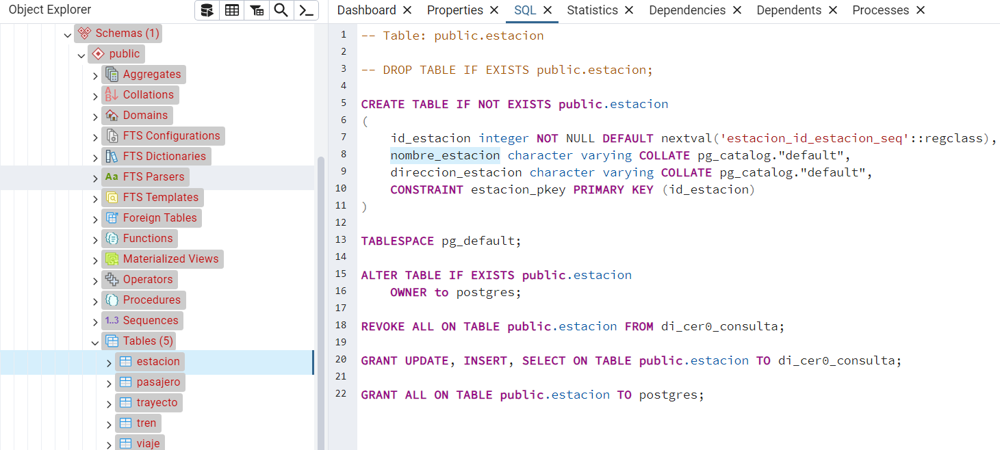 Object Explorer
Dashboard
Properties
SQL
Statistics
Dependencies
Dependents
Processes
Schemas (1)
public
Aggregates
Collations
Domains
FTS Configurations
FTS Dictionaries
Aa FTS Parsers
FTS Templates
Foreign Tables
Functions
Materialized Views
Operators
Procedures
1..3 Sequences
Tables (5)
estacion
pasajero
trayecto
tren
viaje
1 -- Table: public.estacion
2
3 -- DROP TABLE IF EXISTS public.estacion;
4
5 CREATE TABLE IF NOT EXISTS public.estacion
6 (
7 id_estacion integer NOT NULL DEFAULT nextval('estacion_id_estacion_seq'::regclass),
8 nombre_estacion character varying COLLATE pg_catalog."default",
9 direccion_estacion character varying COLLATE pg_catalog."default",
10 CONSTRAINT estacion_pkey PRIMARY KEY (id_estacion)
11 )
12
13 TABLESPACE pg_default;
14
15 ALTER TABLE IF EXISTS public.estacion
16 OWNER to postgres;
17
18 REVOKE ALL ON TABLE public.estacion FROM di_cer0_consulta;
19
20 GRANT UPDATE, INSERT, SELECT ON TABLE public.estacion TO di_cer0_consulta;
21
22 GRANT ALL ON TABLE public.estacion TO postgres;